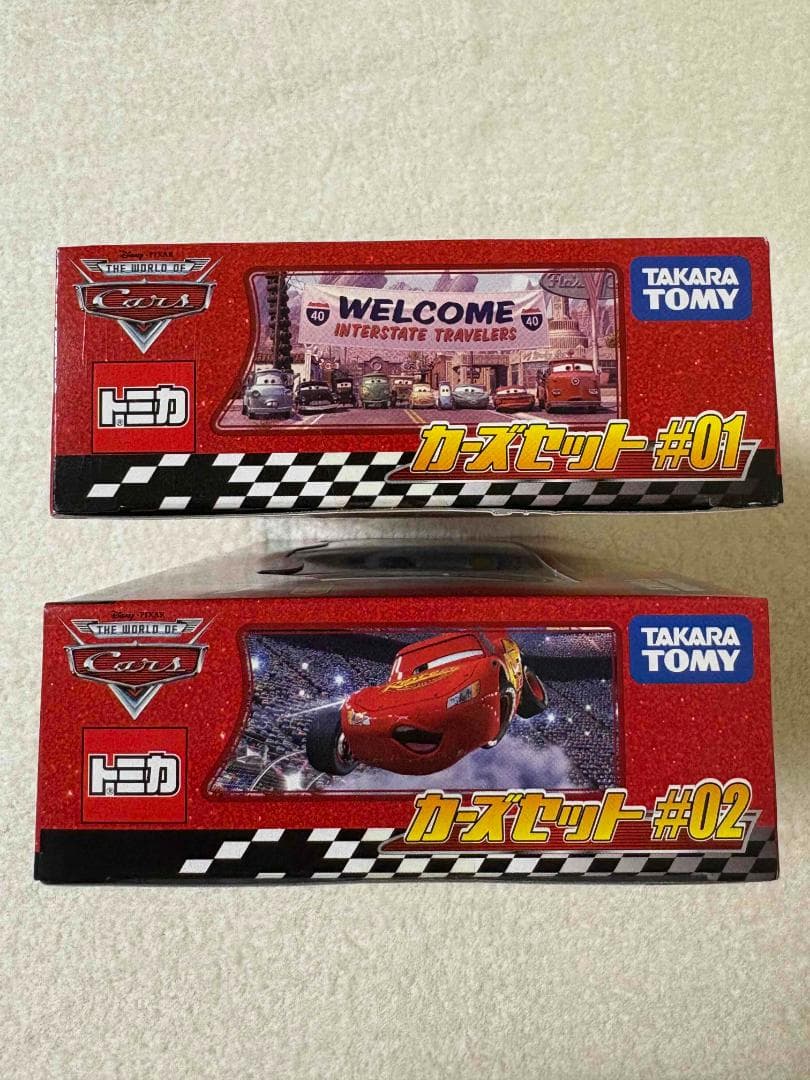 Disney・PIXAR
THE WORLD OF
Cars
トミカ
WELCOME
INTERSTATE TRAVELERS
40
40
TAKARA
TOMY
カーズセット #01
Disney・PIXAR
THE WORLD OF
Cars
トミカ
TAKARA
TOMY
カーズセット #02